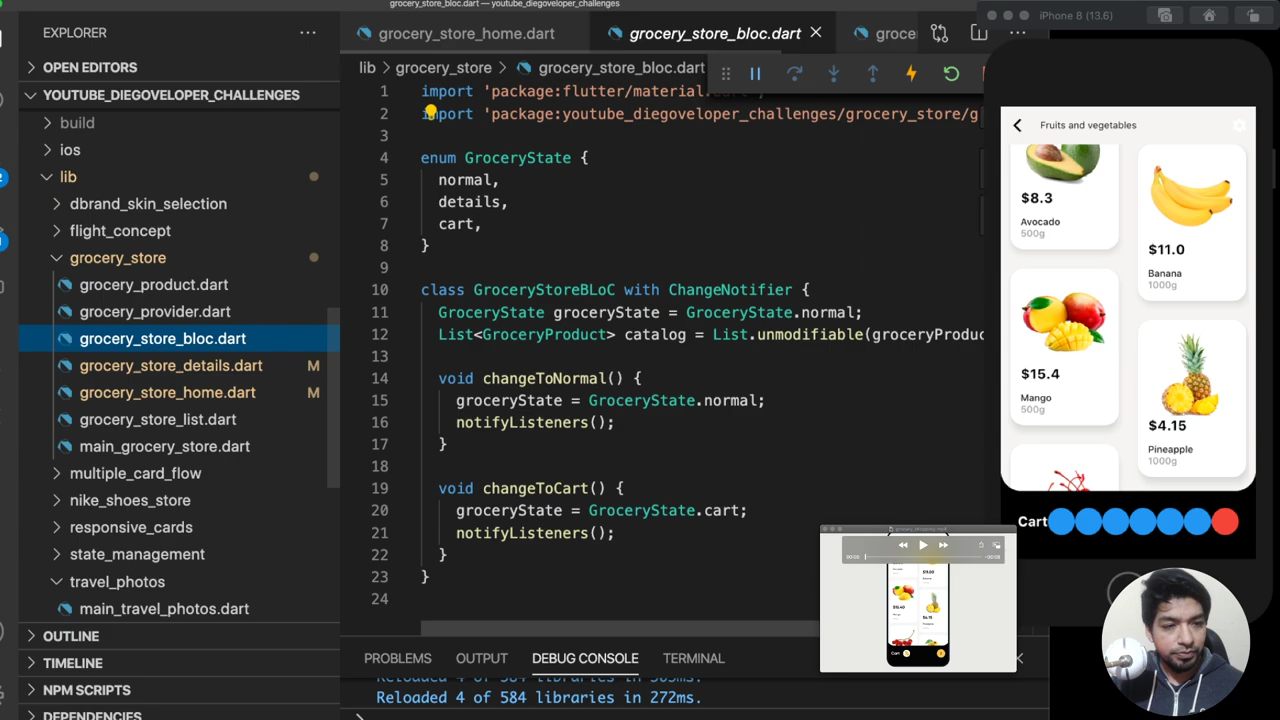 grocery_store_bloc.dart — youtube_diegoveloper_challenges
EXPLORER
OPEN EDITORS
YOUTUBE_DIEGOVELOPER_CHALLENGES
build
ios
lib
dbrand_skin_selection
flight_concept
grocery_store
grocery_product.dart
grocery_provider.dart
grocery_store_bloc.dart
grocery_store_details.dart M
grocery_store_home.dart M
grocery_store_list.dart
main_grocery_store.dart
multiple_card_flow
nike_shoes_store
responsive_cards
state_management
travel_photos
main_travel_photos.dart
OUTLINE
TIMELINE
NPM SCRIPTS
DEPENDENCIES
grocery_store_home.dart
grocery_store_bloc.dart
lib > grocery_store > grocery_store_bloc.dart
1 import 'package:flutter/material
2 import 'package:youtube_diegoveloper_challenges/grocery_store/g
3
4 enum GroceryState {
5 normal,
6 details,
7 cart,
8 }
9
10 class GroceryStoreBLoC with ChangeNotifier {
11 GroceryState groceryState = GroceryState.normal;
12 List<GroceryProduct> catalog = List.unmodifiable(groceryProduc
13
14 void changeToNormal() {
15 groceryState = GroceryState.normal;
16 notifyListeners();
17 }
18
19 void changeToCart() {
20 groceryState = GroceryState.cart;
21 notifyListeners();
22 }
23 }
24
PROBLEMS OUTPUT DEBUG CONSOLE TERMINAL
Reloaded 4 of 584 libraries in 272ms.
iPhone 8 (13.6)
Fruits and vegetables
$8.3
Avocado
500g
$11.0
Banana
1000g
$15.4
Mango
500g
$4.15
Pineapple
1000g
Cart